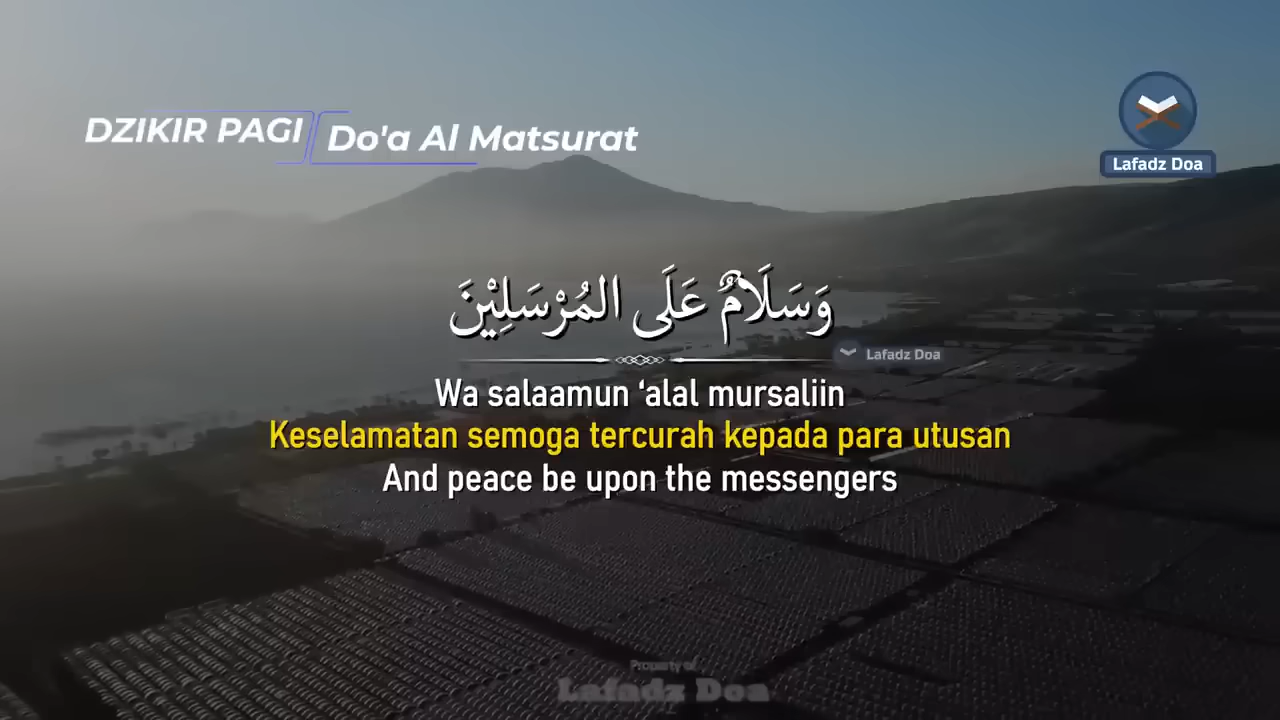 DZIKIR PAGI
Do'a Al Matsurat
Lafadz Doa
وَسَلَامٌ عَلَى المُرْسَلِيْنَ
Lafadz Doa
Wa salaamun ‘alal mursaliin
Keselamatan semoga tercurah kepada para utusan
And peace be upon the messengers
Property of
Lafadz Doa